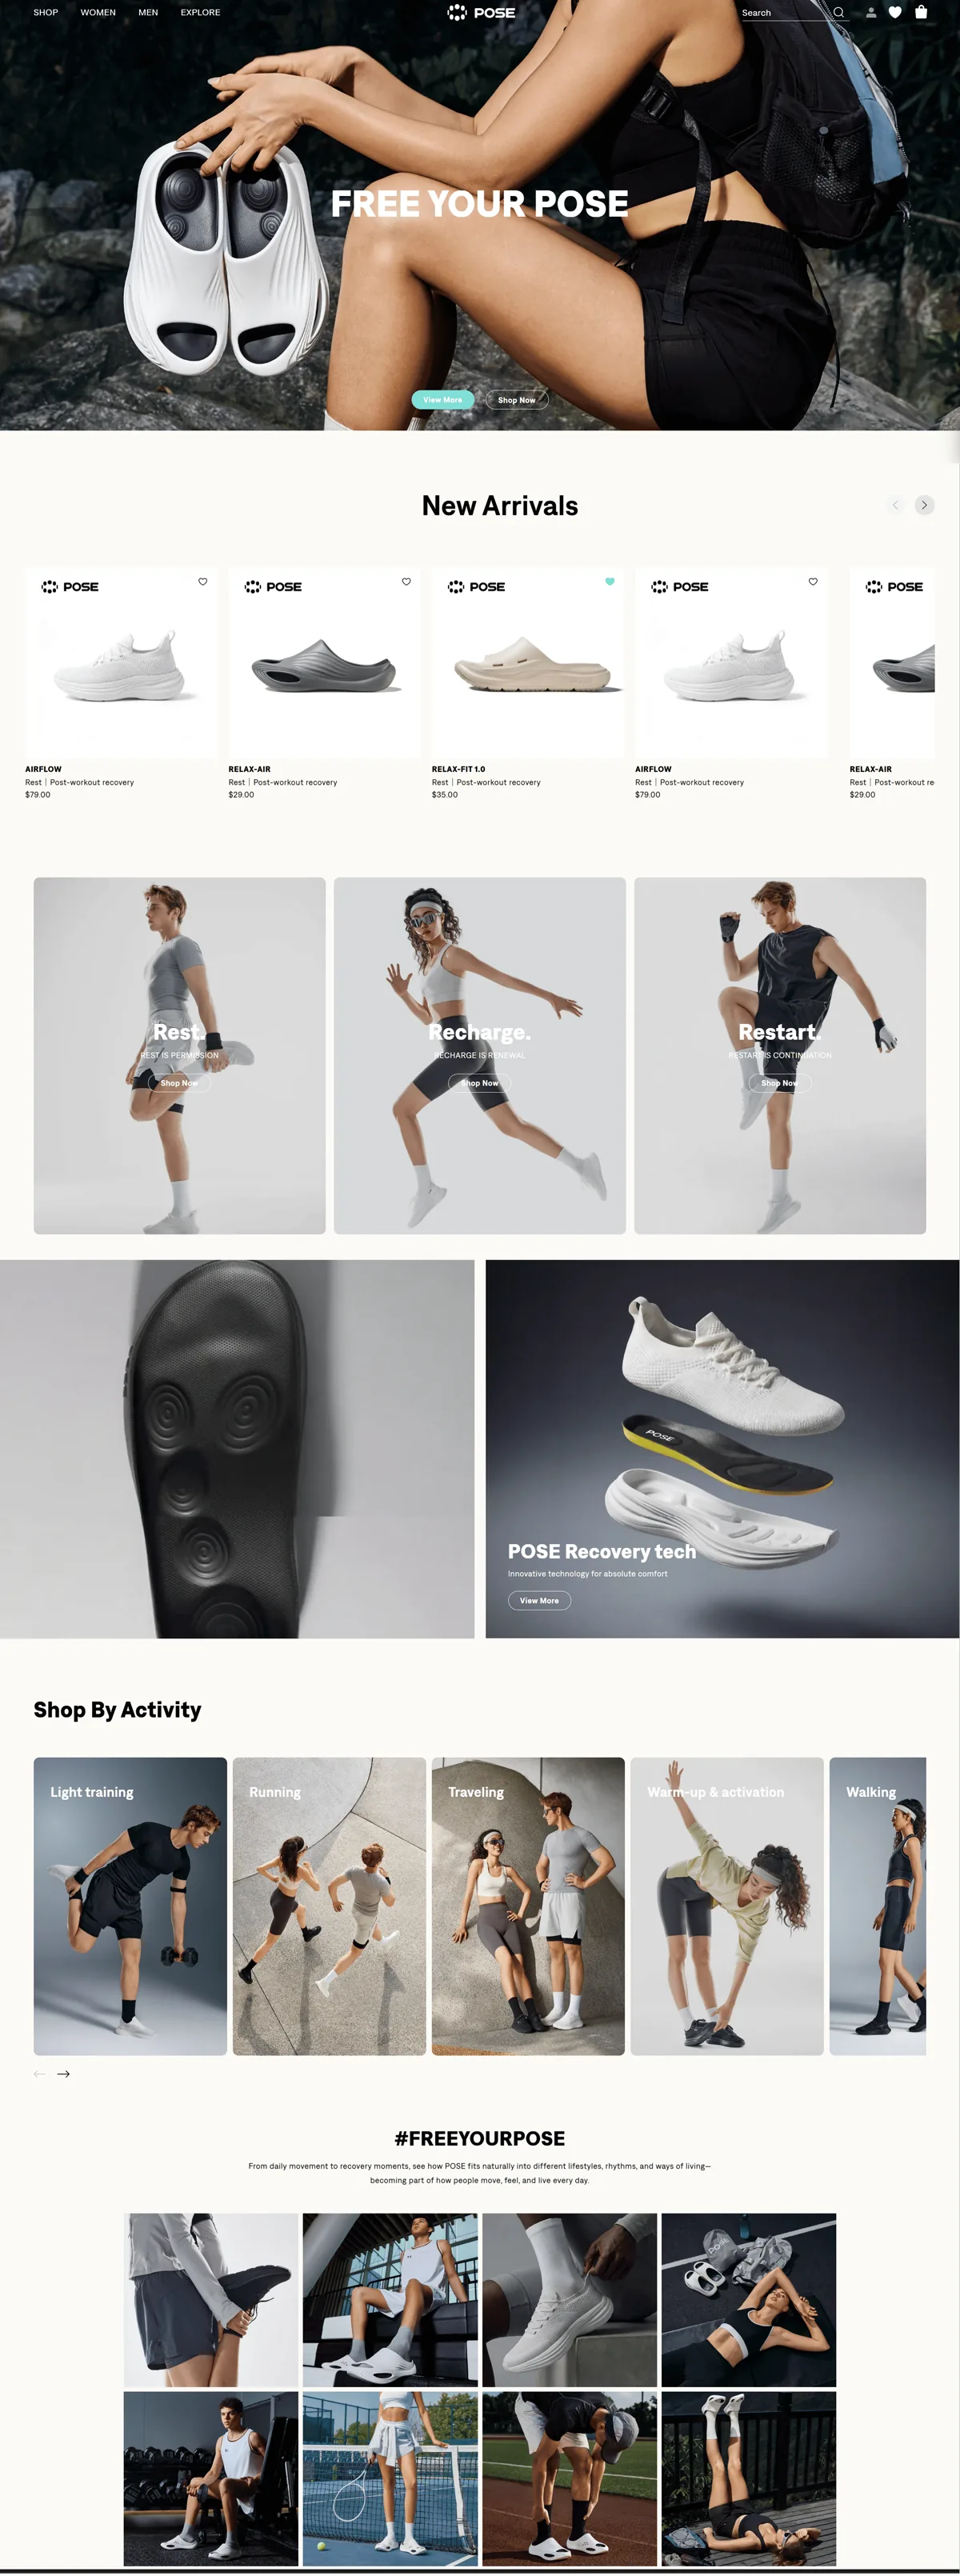 SHOP WOMEN MEN EXPLORE
POSE
Search
FREE YOUR POSE
View More
Shop Now
New Arrivals
POSE
POSE
POSE
POSE
POSE
AIRFLOW
Rest | Post-workout recovery
$79.00
RELAX-AIR
Rest | Post-workout recovery
$29.00
RELAX-FIT 1.0
Rest | Post-workout recovery
$35.00
AIRFLOW
Rest | Post-workout recovery
$79.00
RELAX-AIR
Rest | Post-workout re
$29.00
Rest.
REST IS PERMISSION
Shop Now
Recharge.
RECHARGE IS RENEWAL
Shop Now
Restart.
RESTART IS CONTINUATION
Shop Now
POSE
POSE Recovery tech
Innovative technology for absolute comfort
View More
Shop By Activity
Light training
Running
Traveling
Warm-up & activation
Walking
#FREEYOURPOSE
From daily movement to recovery moments, see how POSE fits naturally into different lifestyles, rhythms, and ways of living—
becoming part of how people move, feel, and live every day.
POSE